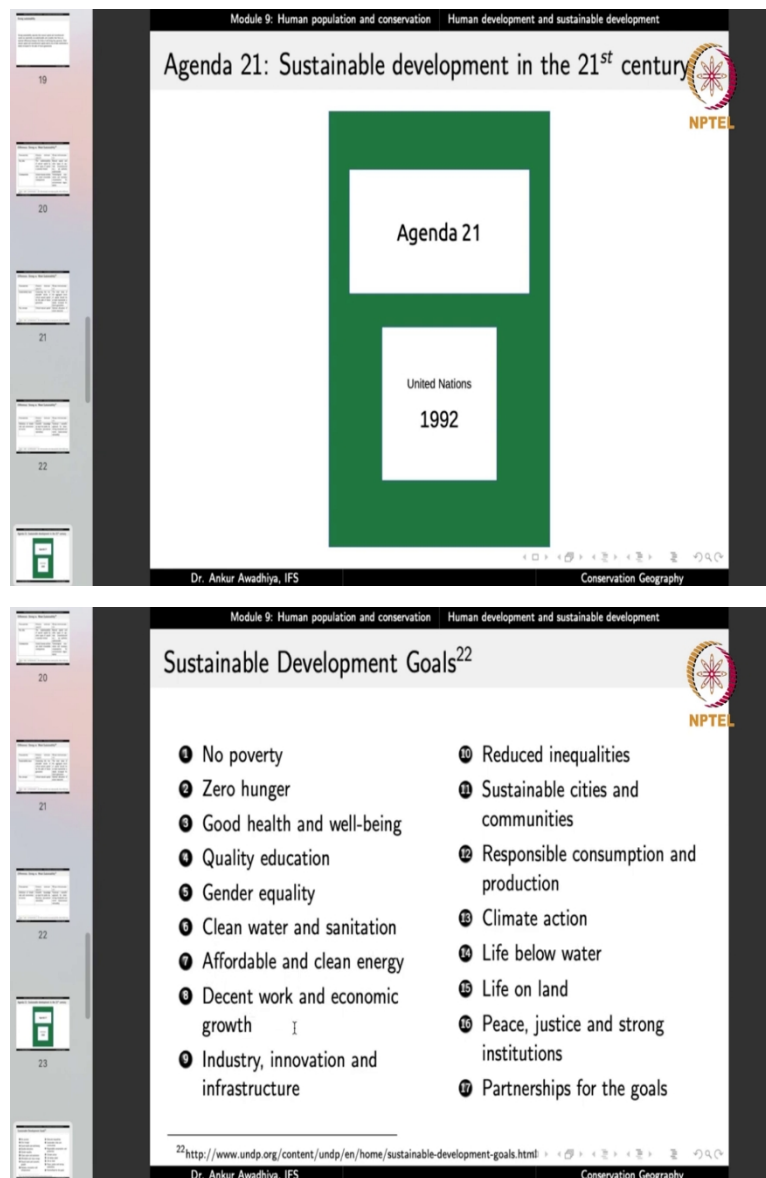 Module 9: Human population and conservation Human development and sustainable development
Agenda 21: Sustainable development in the 21st century
NPTEL
19
Agenda 21
20
United Nations
1992
21
22
Dr. Ankur Awadhiya, IFS Conservation Geography
Module 9: Human population and conservation Human development and sustainable development
20
Sustainable Development Goals22
NPTEL
1 No poverty
2 Zero hunger
3 Good health and well-being
4 Quality education
5 Gender equality
6 Clean water and sanitation
7 Affordable and clean energy
8 Decent work and economic
growth
9 Industry, innovation and
infrastructure
10 Reduced inequalities
11 Sustainable cities and
communities
12 Responsible consumption and
production
13 Climate action
14 Life below water
15 Life on land
16 Peace, justice and strong
institutions
17 Partnerships for the goals
21
22
23
22http://www.undp.org/content/undp/en/home/sustainable-development-goals.html
Dr. Ankur Awadhiya, IFS Conservation Geography